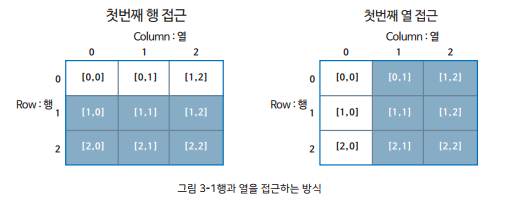 첫번째 행 접근
Column : 열
0 1 2
0 [0,0] [0,1] [1,2]
Row : 행 1 [1,0] [1,1] [1,2]
2 [2,0] [2,1] [2,2]
첫번째 열 접근
Column : 열
0 1 2
0 [0,0] [0,1] [1,2]
Row : 행 1 [1,0] [1,1] [1,2]
2 [2,0] [2,1] [2,2]
그림 3-1행과 열을 접근하는 방식